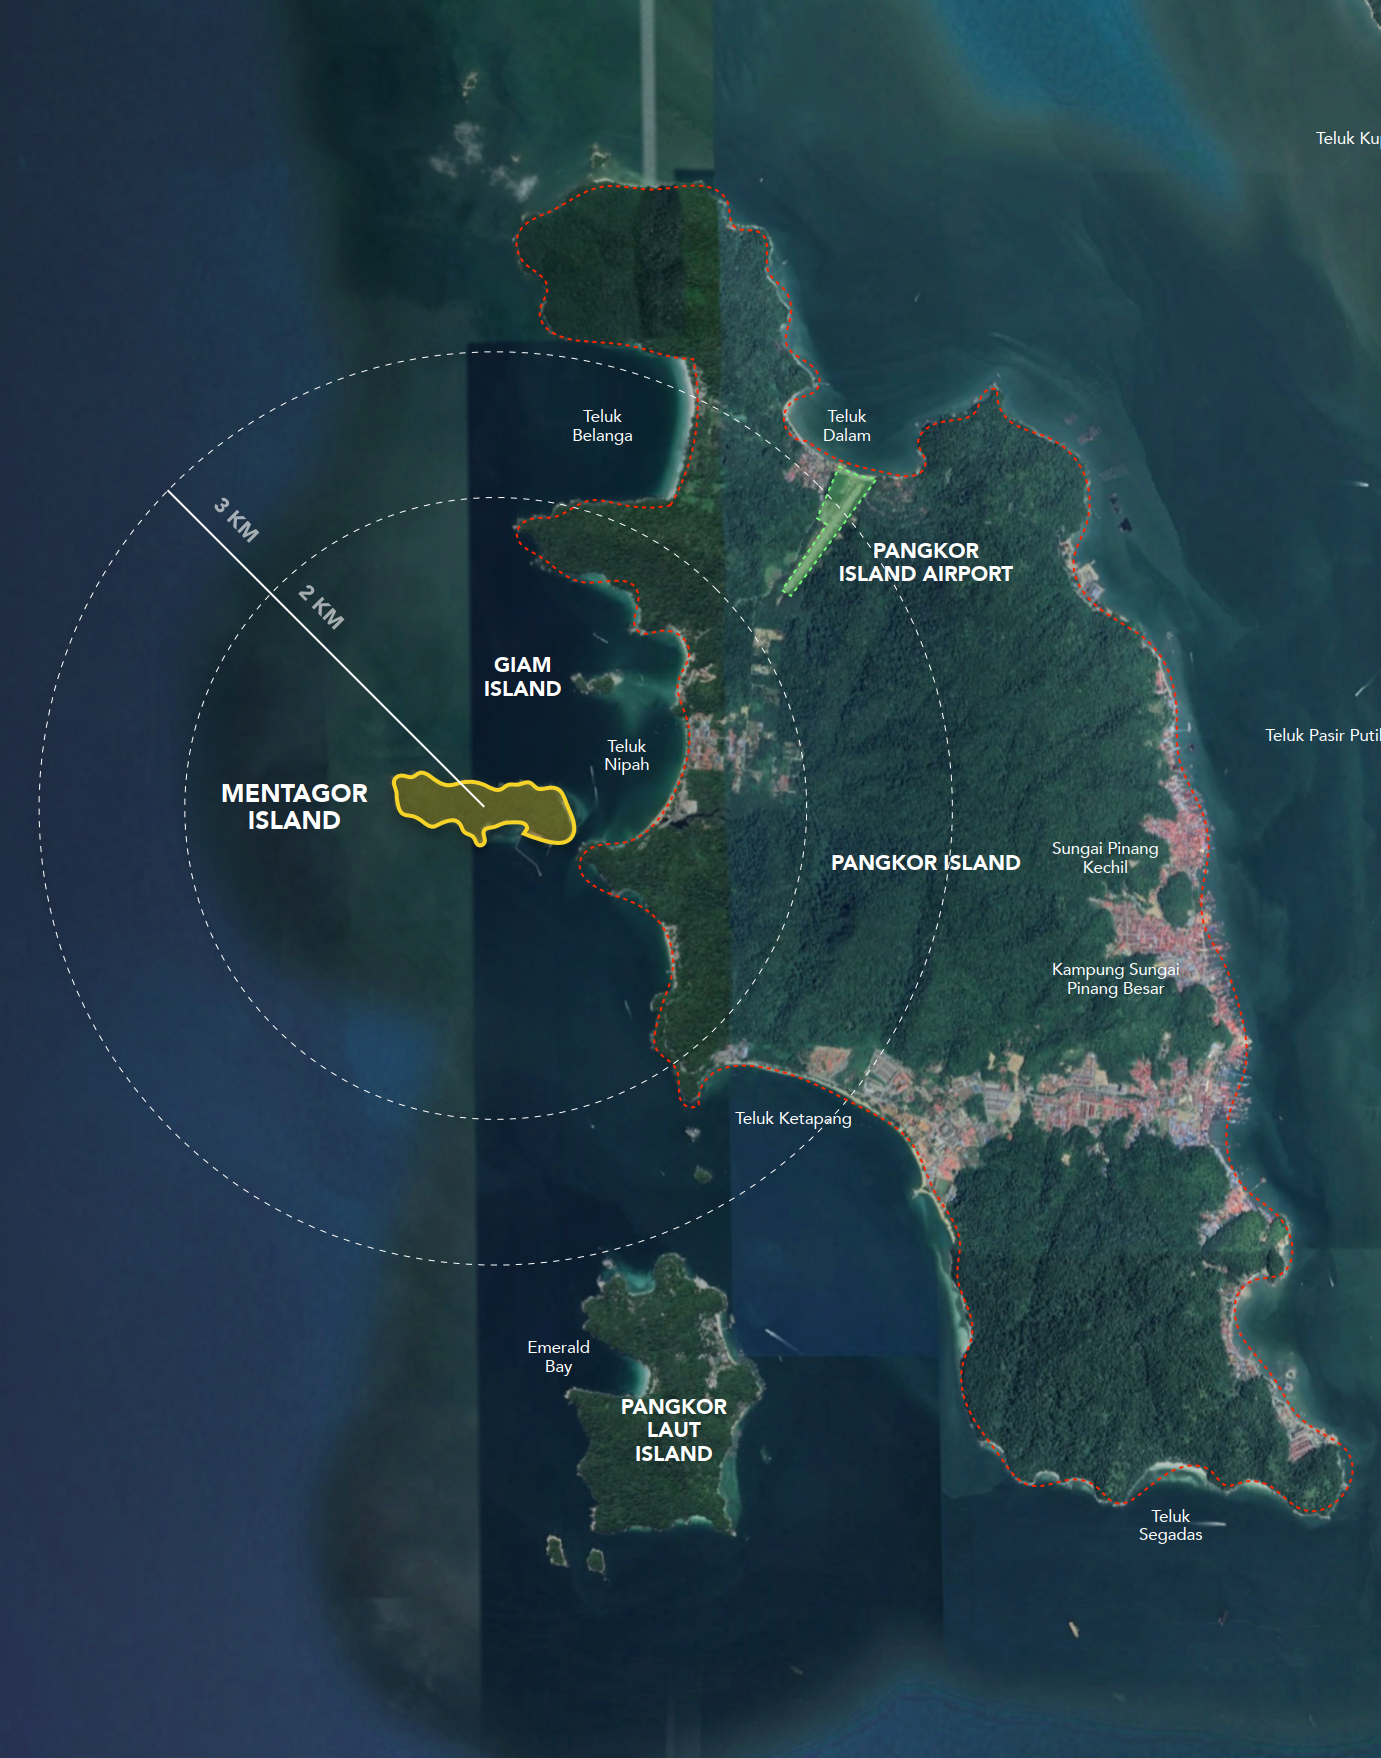 Teluk Ku
Teluk
Belanga
Teluk
Dalam
3 KM
PANGKOR
ISLAND AIRPORT
2 KM
GIAM
ISLAND
Teluk Pasir Puti
Teluk
Nipah
MENTAGOR
ISLAND
Sungai Pinang
Kechil
PANGKOR ISLAND
Kampung Sungai
Pinang Besar
Teluk Ketapang
Emerald
Bay
PANGKOR
LAUT
ISLAND
Teluk
Segadas